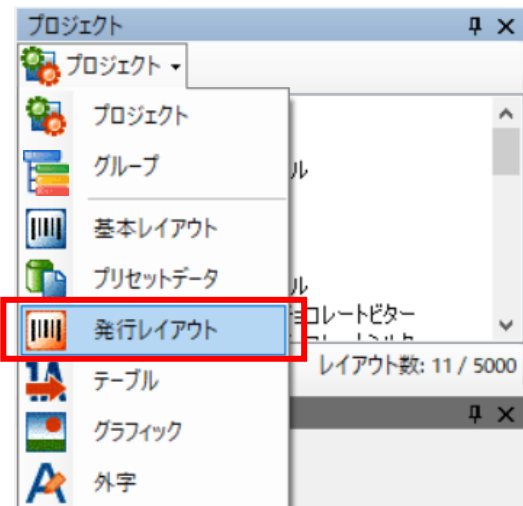 プロジェクト
プロジェクト
プロジェクト
グループ
ル
基本レイアウト
プリセットデータ
ル
発行レイアウト
ョコレートビター
レイアウト数: 11 / 5000
テーブル
グラフィック
外字